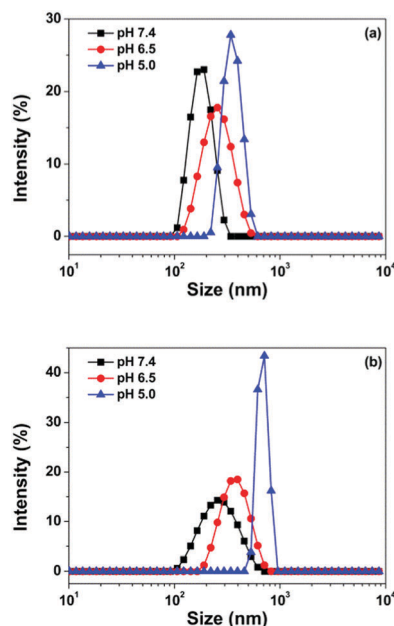 (a)
pH 7.4
pH 6.5
pH 5.0
Intensity (%)
30
20
10
0
10¹ 10² 10³ 10⁴
Size (nm)
(b)
pH 7.4
pH 6.5
pH 5.0
Intensity (%)
40
30
20
10
0
10¹ 10² 10³ 10⁴
Size (nm)